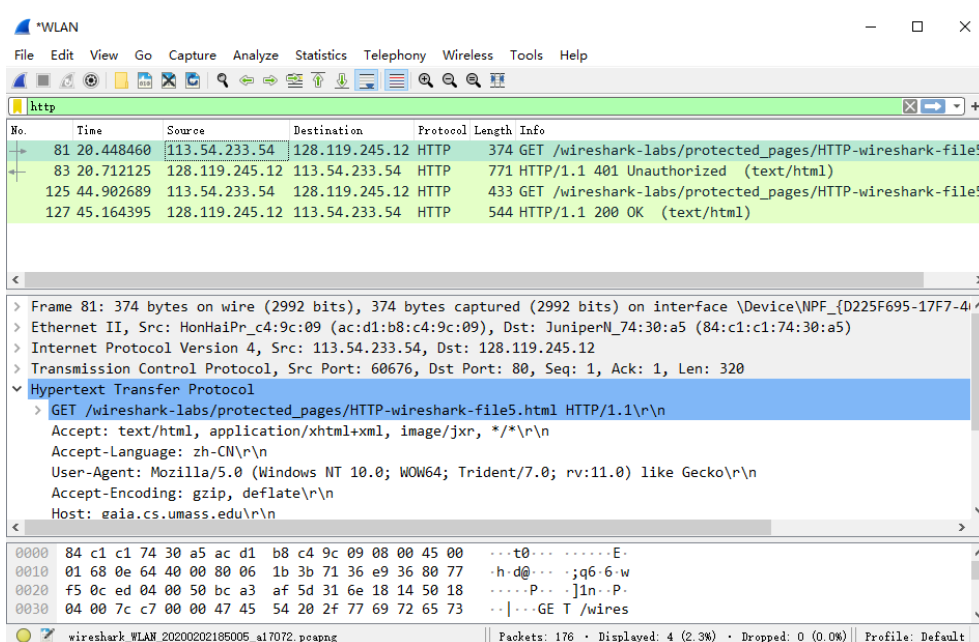 *WLAN
File Edit View Go Capture Analyze Statistics Telephony Wireless Tools Help
http
No. Time Source Destination Protocol Length Info
81 20.448460 113.54.233.54 128.119.245.12 HTTP 374 GET /wireshark-labs/protected_pages/HTTP-wireshark-file5
83 20.712125 128.119.245.12 113.54.233.54 HTTP 771 HTTP/1.1 401 Unauthorized (text/html)
125 44.902689 113.54.233.54 128.119.245.12 HTTP 433 GET /wireshark-labs/protected_pages/HTTP-wireshark-file5
127 45.164395 128.119.245.12 113.54.233.54 HTTP 544 HTTP/1.1 200 OK (text/html)
Frame 81: 374 bytes on wire (2992 bits), 374 bytes captured (2992 bits) on interface \Device\NPF_{D225F695-17F7-4
Ethernet II, Src: HonHaiPr_c4:9c:09 (ac:d1:b8:c4:9c:09), Dst: JuniperN_74:30:a5 (84:c1:c1:74:30:a5)
Internet Protocol Version 4, Src: 113.54.233.54, Dst: 128.119.245.12
Transmission Control Protocol, Src Port: 60676, Dst Port: 80, Seq: 1, Ack: 1, Len: 320
Hypertext Transfer Protocol
GET /wireshark-labs/protected_pages/HTTP-wireshark-file5.html HTTP/1.1\r\n
Accept: text/html, application/xhtml+xml, image/jxr, */*\r\n
Accept-Language: zh-CN\r\n
User-Agent: Mozilla/5.0 (Windows NT 10.0; WOW64; Trident/7.0; rv:11.0) like Gecko\r\n
Accept-Encoding: gzip, deflate\r\n
Host: gaia.cs.umass.edu\r\n
0000 84 c1 c1 74 30 a5 ac d1 b8 c4 9c 09 08 00 45 00 ···t0··· ······E·
0010 01 68 0e 64 40 00 80 06 1b 3b 71 36 e9 36 80 77 ·h·d@··· ·;q6·6·w
0020 f5 0c ed 04 00 50 bc a3 af 5d 31 6e 18 14 50 18 ·····P·· ·]1n··P·
0030 04 00 7c c7 00 00 47 45 54 20 2f 77 69 72 65 73 ··|···GE T /wires
wireshark_WLAN_20200202185005_a17072.pcapng Packets: 176 · Displayed: 4 (2.3%) · Dropped: 0 (0.0%) Profile: Default